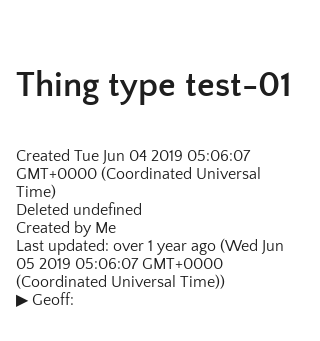 Thing type test-01
Created Tue Jun 04 2019 05:06:07
GMT+0000 (Coordinated Universal
Time)
Deleted undefined
Created by Me
Last updated: over 1 year ago (Wed Jun
05 2019 05:06:07 GMT+0000
(Coordinated Universal Time))
▶ Geoff: